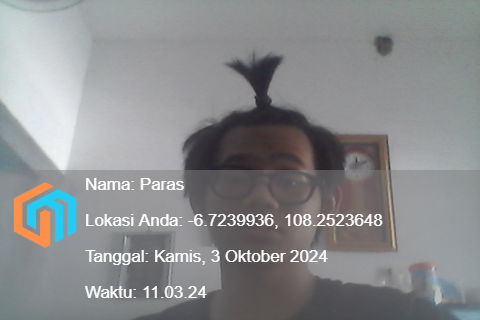 Nama: Paras
Lokasi Anda: -6.7239936, 108.2523648
Tanggal: Kamis, 3 Oktober 2024
Waktu: 11.03.24